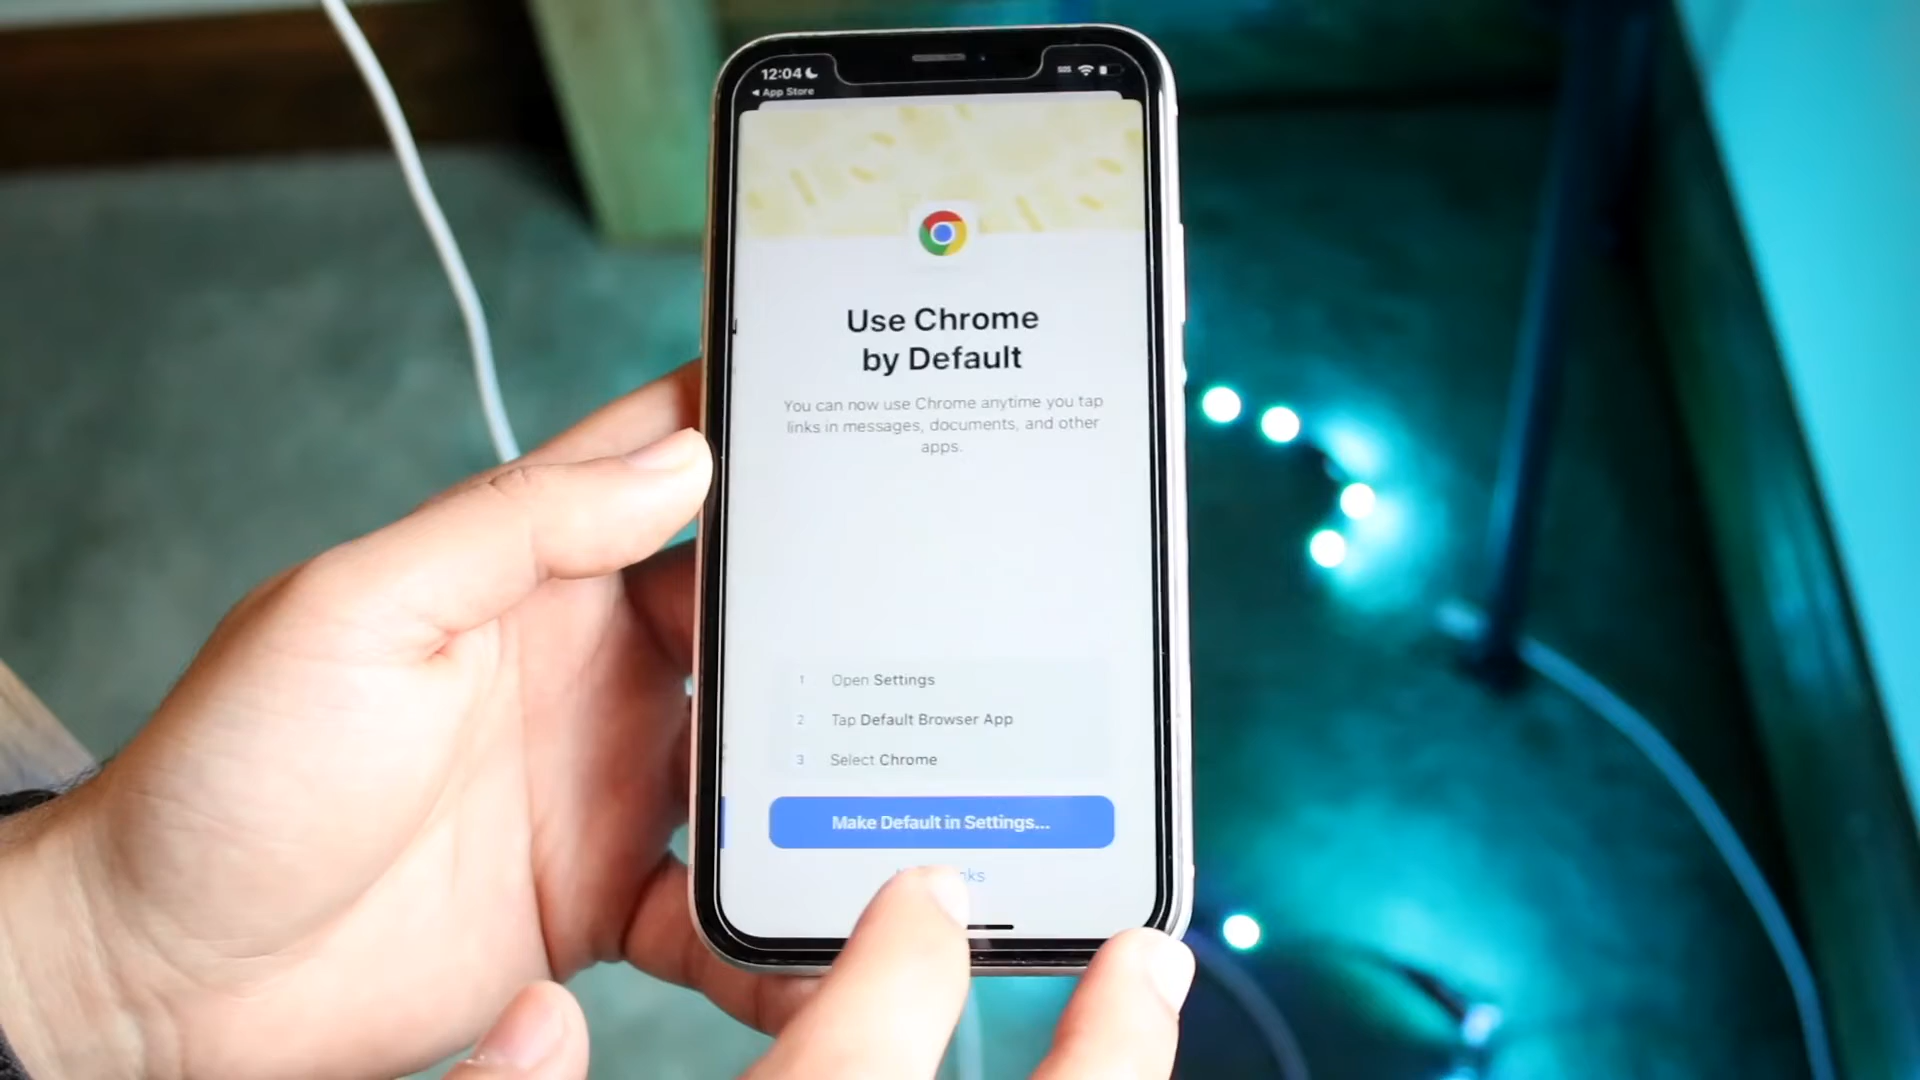 12:04
SOS
◀ App Store
Use Chrome
by Default
You can now use Chrome anytime you tap
links in messages, documents, and other
apps.
1 Open Settings
2 Tap Default Browser App
3 Select Chrome
Make Default in Settings...